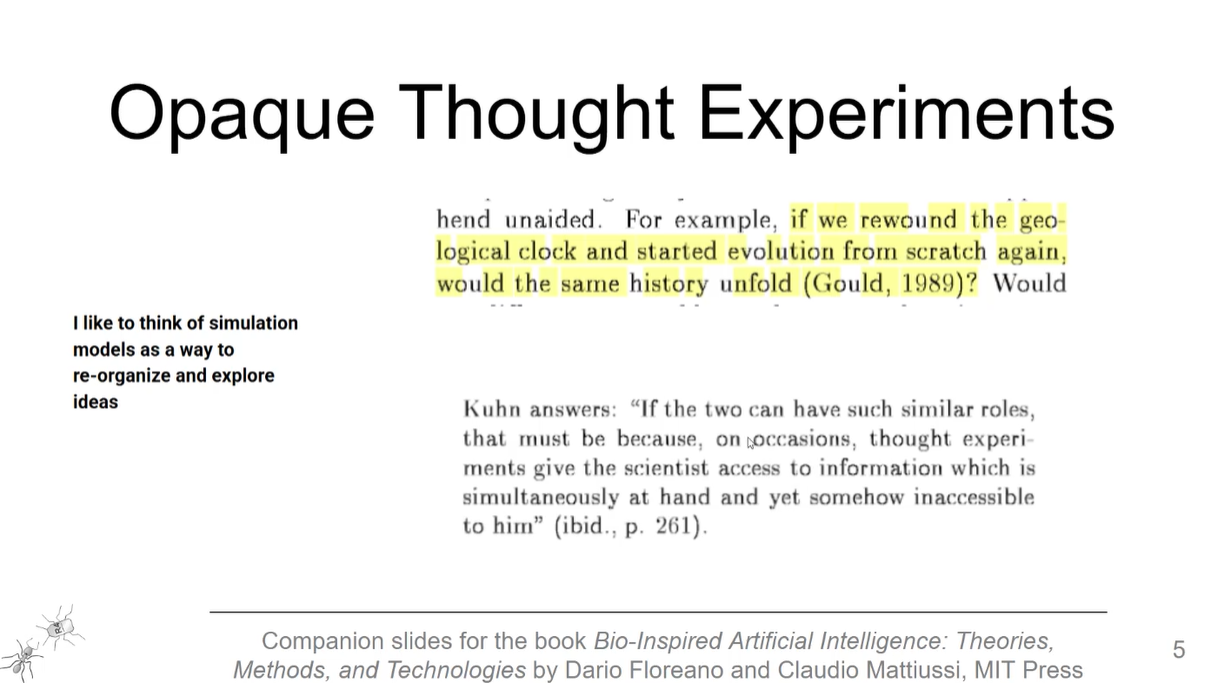 Opaque Thought Experiments
hend unaided. For example, if we rewound the geo-
logical clock and started evolution from scratch again,
would the same history unfold (Gould, 1989)? Would
I like to think of simulation
models as a way to
re-organize and explore
ideas
Kuhn answers: “If the two can have such similar roles,
that must be because, on occasions, thought experi-
ments give the scientist access to information which is
simultaneously at hand and yet somehow inaccessible
to him” (ibid., p. 261).
Companion slides for the book Bio-Inspired Artificial Intelligence: Theories,
Methods, and Technologies by Dario Floreano and Claudio Mattiussi, MIT Press
5